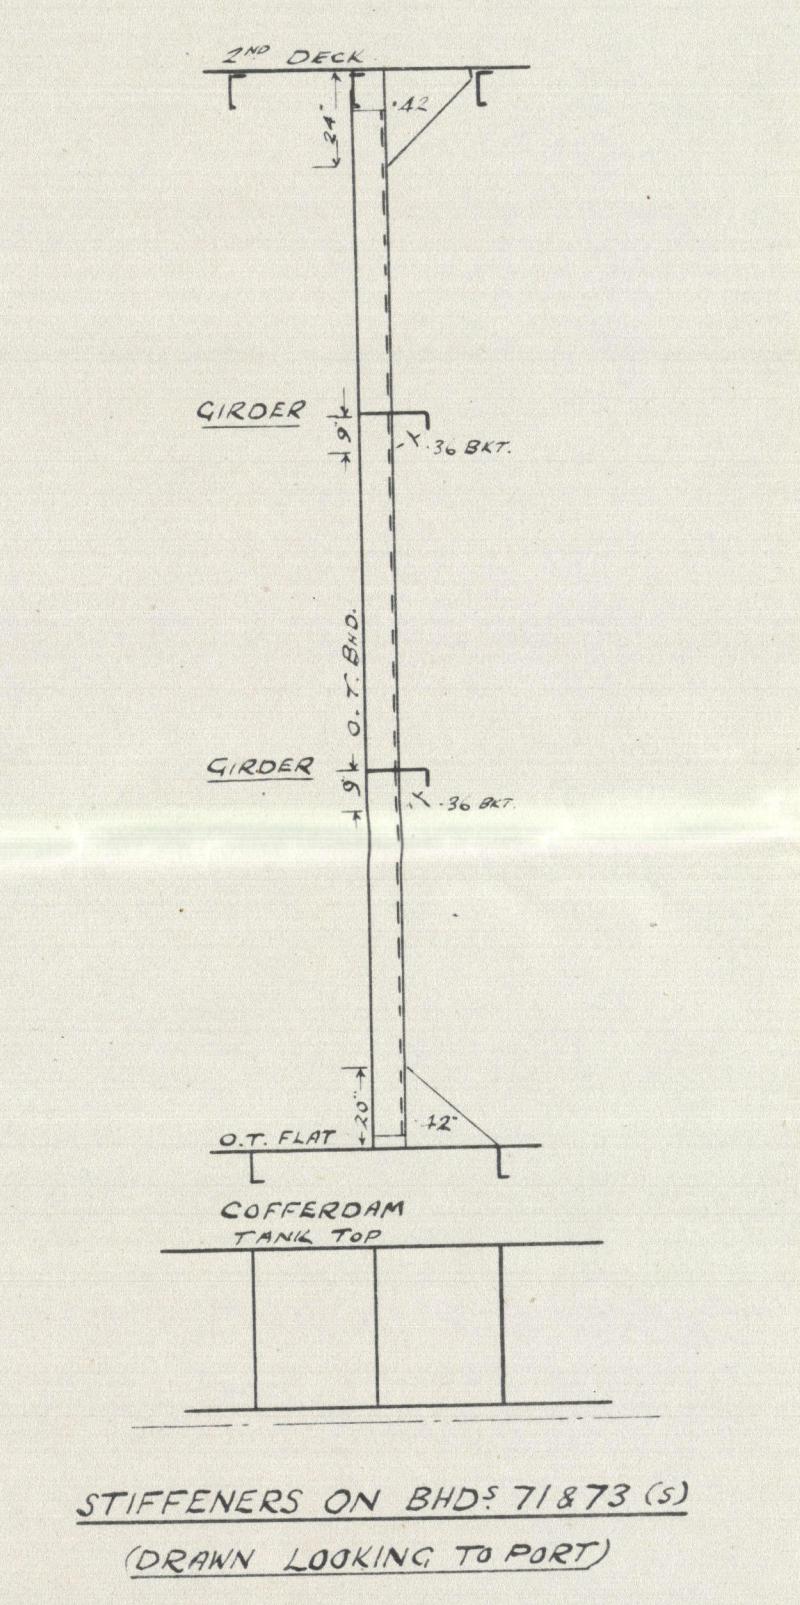 2ND DECK
24"
.42
GIRDER
9"
.36 BKT.
O.T. BHD.
GIRDER
9"
.36 BKT.
20"
O.T. FLAT
COFFERDAM
TANK TOP
STIFFENERS ON BHDS 71 & 73 (S)
(DRAWN LOOKING TO PORT)